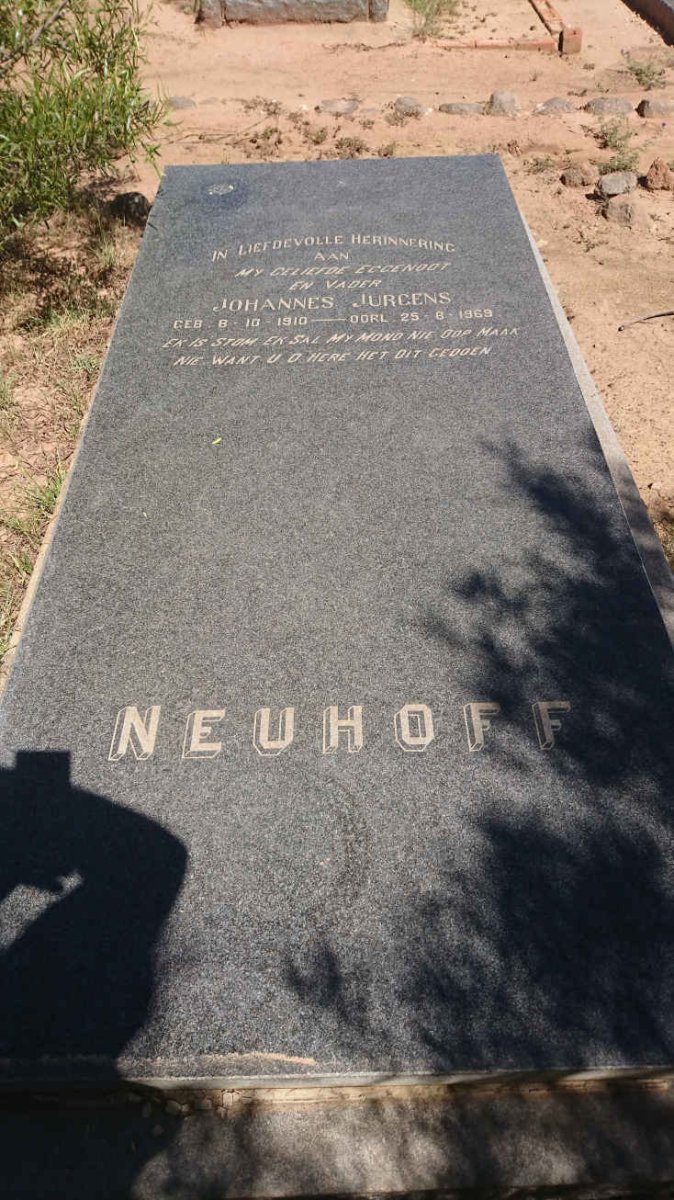 IN LIEFDEVOLLE HERINNERING
AAN
MY GELIEFDE EGGENOOT
EN VADER
JOHANNES JURGENS
GEB 8-10-1910 — OORL 25-8-1969
EK IS STOM EK SAL MY MOND NIE OOP MAAK
NIE WANT U O HERE HET DIT GEDOEN
NEUHOFF